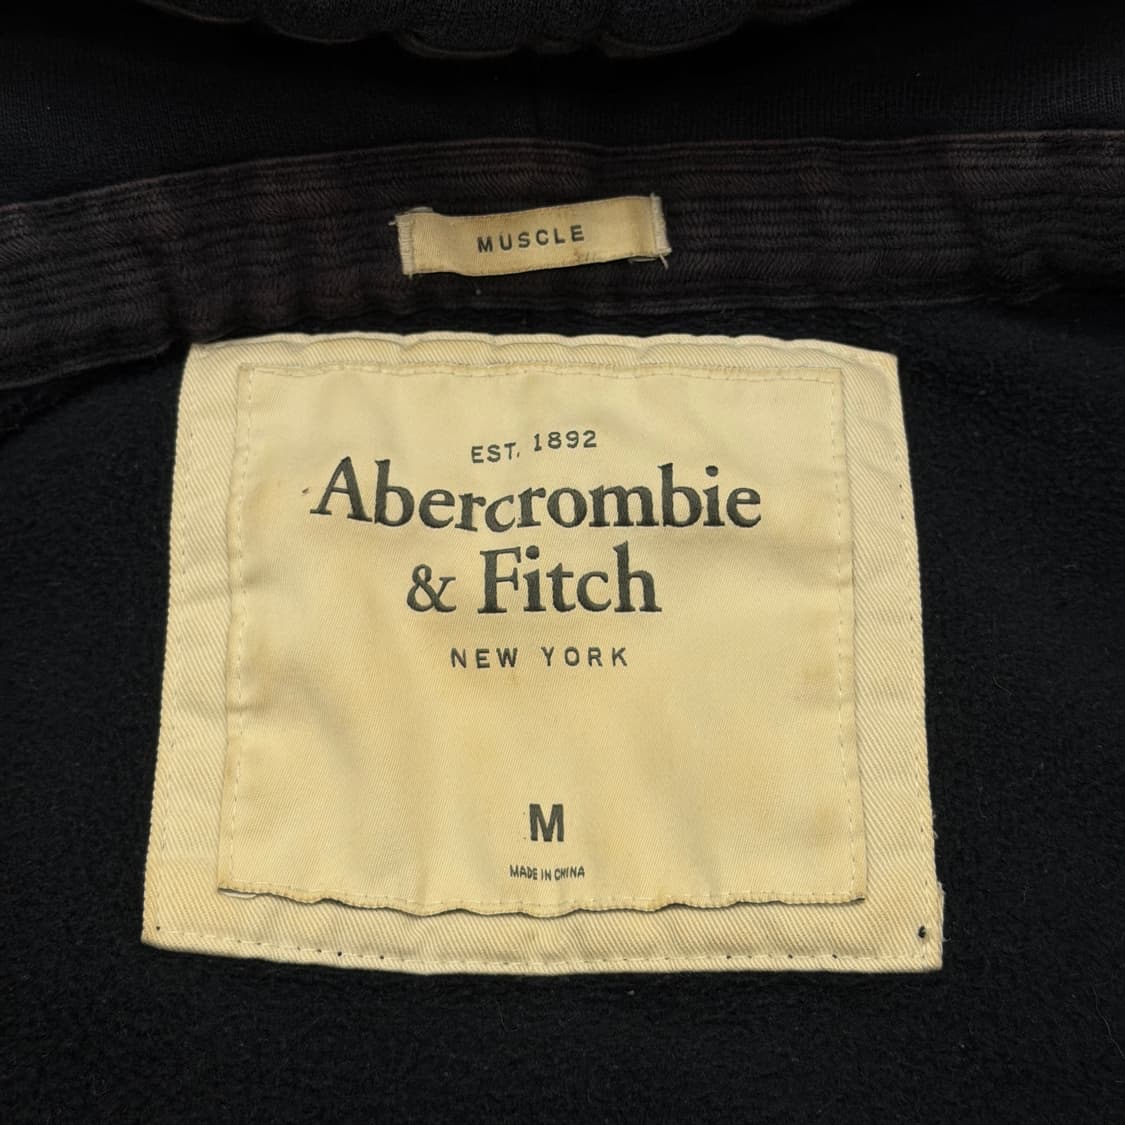 MUSCLE
EST. 1892
Abercrombie
& Fitch
NEW YORK
M
MADE IN CHINA